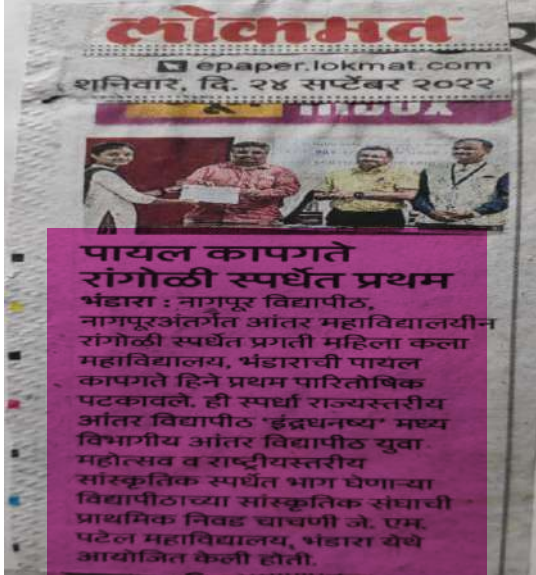 लोकमत
epaper.lokmat.com
शनिवार, दि. २४ सप्टेंबर २०२२
INBOX
पायल कापगते
रांगोळी स्पर्धेत प्रथम
भंडारा : नागपूर विद्यापीठ,
नागपूरअंतर्गत आंतर महाविद्यालयीन
रांगोळी स्पर्धेत प्रगती महिला कला
महाविद्यालय, भंडाराची पायल
कापगते हिने प्रथम पारितोषिक
पटकावले. ही स्पर्धा राज्यस्तरीय
आंतर विद्यापीठ 'इंद्रधनष्य' मध्य
विभागीय आंतर विद्यापीठ युवा
महोत्सव व राष्ट्रीयस्तरीय
सांस्कृतिक स्पर्धेत भाग घेणाऱ्या
विद्यापीठाच्या सांस्कृतिक संघाची
प्राथमिक निवड चाचणी जे. एम.
पटेल महाविद्यालय, भंडारा येथे
आयोजित केली होती.